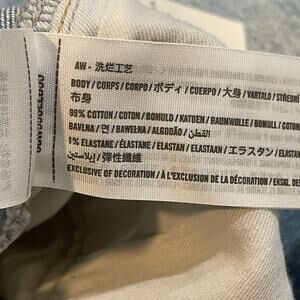 AW - 洗烂工艺
BODY / CORPS / CORPO / ボディ / CUERPO / 大身 / VARTALO / STŘEDNÍ
布身
99% COTTON / COTON / BOMULD / KATOEN / BAUMWOLLE / BOMULL / COTON
BAVLNA / 면 / BAWEŁNA / ALGODÃO / القطن /
1% ELASTANE / ÉLASTANE / ELASTAN / ELASTAAN / エラスタン / ELASTAN
إيلاستين / 弹性纖維
EXCLUSIVE OF DECORATION / À L'EXCLUSION DE LA DÉCORATION / EKSKL. DE